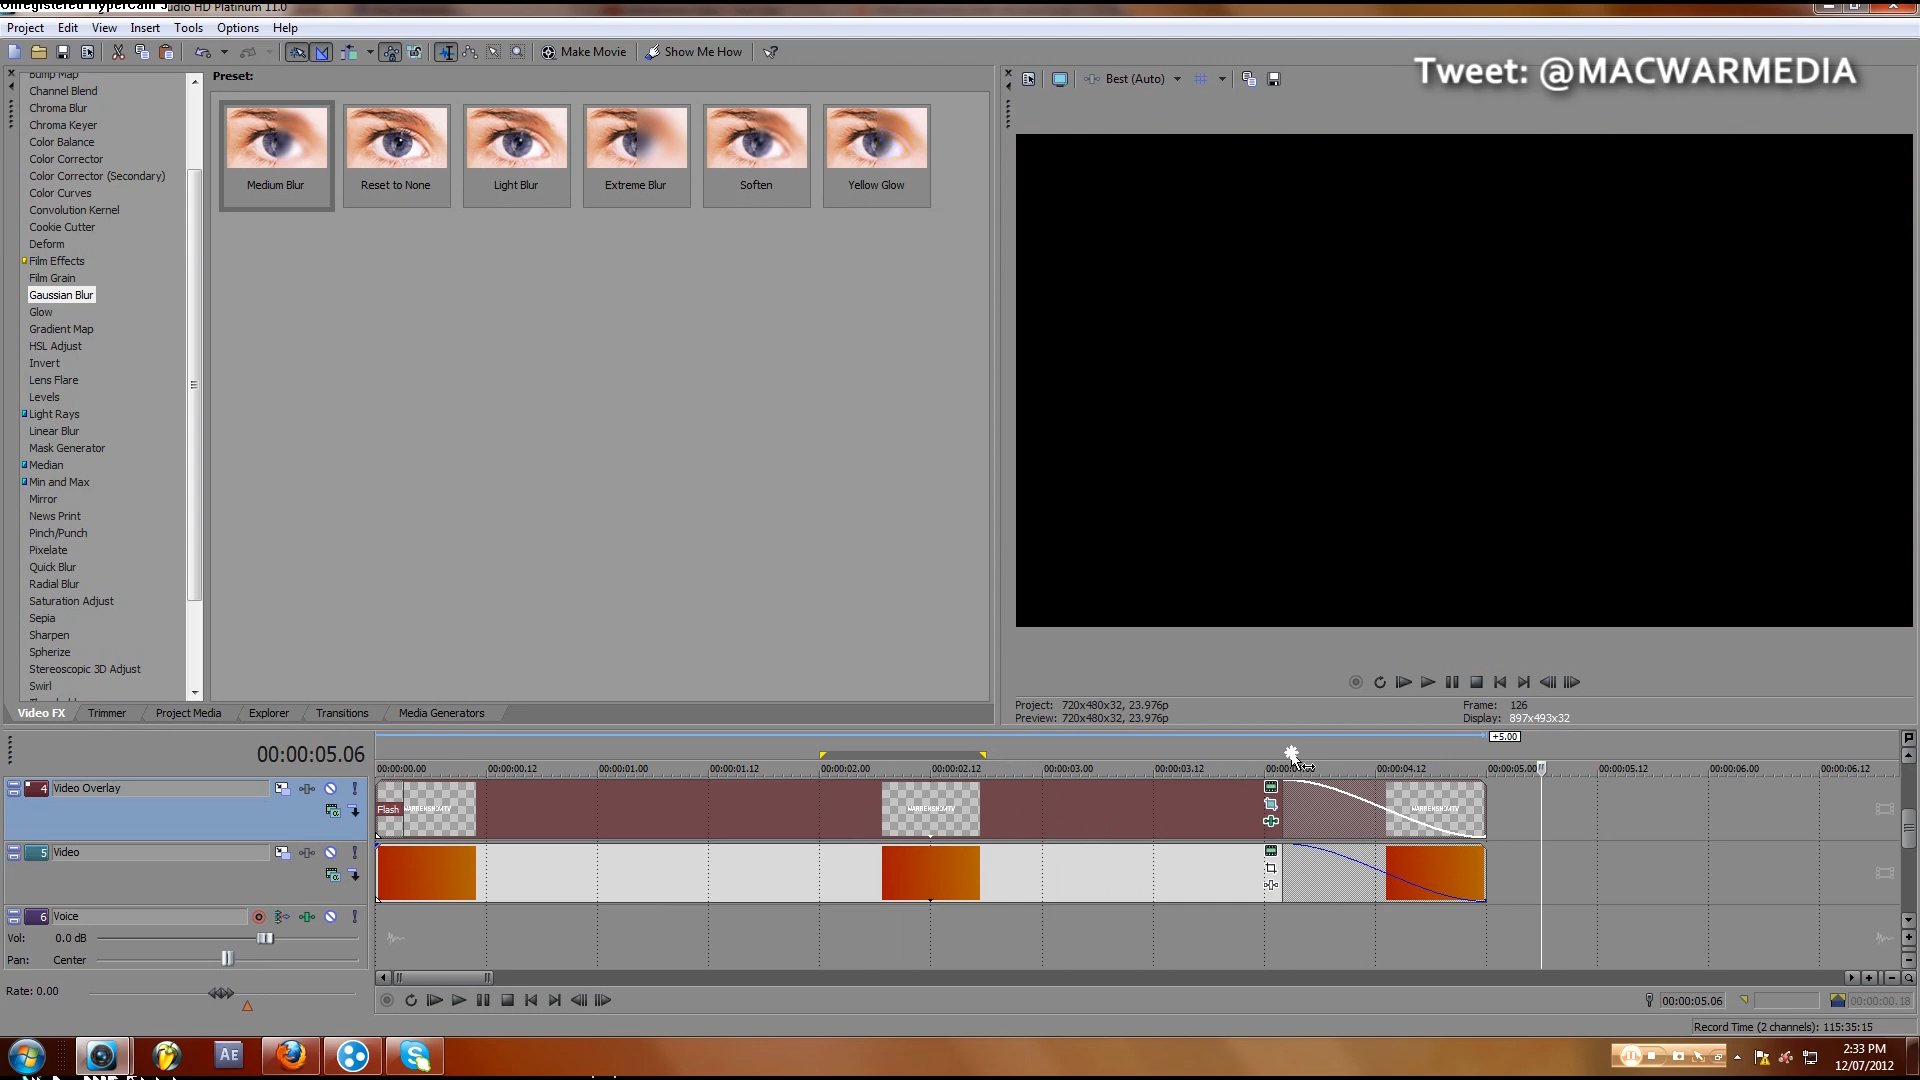 Unregistered HyperCam 3
udio HD Platinum 11.0
Project Edit View Insert Tools Options Help
Make Movie Show Me How
Tweet: @MACWARMEDIA
Preset:
Best (Auto)
Bump Map
Channel Blend
Chroma Blur
Chroma Keyer
Color Balance
Color Corrector
Color Corrector (Secondary)
Color Curves
Convolution Kernel
Cookie Cutter
Deform
Film Effects
Film Grain
Gaussian Blur
Glow
Gradient Map
HSL Adjust
Invert
Lens Flare
Levels
Light Rays
Linear Blur
Mask Generator
Median
Min and Max
Mirror
News Print
Pinch/Punch
Pixelate
Quick Blur
Radial Blur
Saturation Adjust
Sepia
Sharpen
Spherize
Stereoscopic 3D Adjust
Swirl
Medium Blur Reset to None Light Blur Extreme Blur Soften Yellow Glow
Video FX Trimmer Project Media Explorer Transitions Media Generators
Project: 720x480x32, 23.976p Frame: 126
Preview: 720x480x32, 23.976p Display: 897x493x32
+5.00
00:00:05.06
00:00:00.00 00:00:00.12 00:00:01.00 00:00:01.12 00:00:02.00 00:00:02.12 00:00:03.00 00:00:03.12 00:00:04.12 00:00:05.00 00:00:05.12 00:00:06.00 00:00:06.12
4 Video Overlay
Flash
5 Video
6 Voice
Vol: 0.0 dB
Pan: Center
Rate: 0.00
00:00:05.06 00:00:00.18
Record Time (2 channels): 115:35:15
AE
2:33 PM
12/07/2012